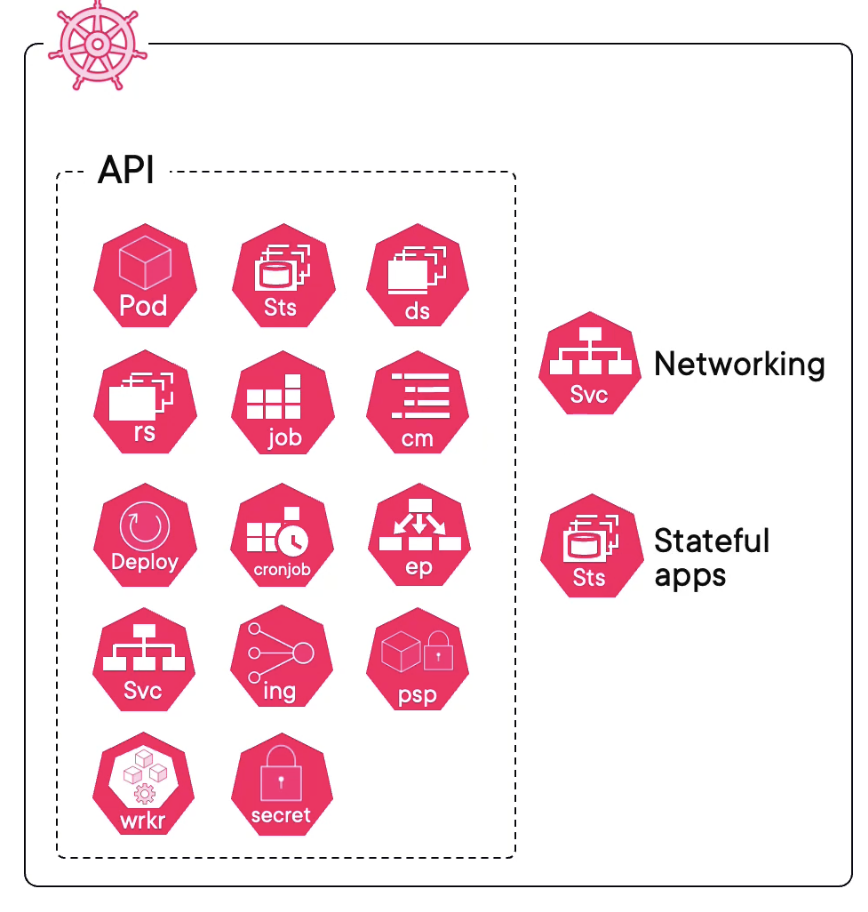 API
Pod
Sts
ds
rs
job
cm
Deploy
cronjob
ep
Svc
ing
psp
wrkr
secret
Svc
Networking
Sts
Stateful
apps